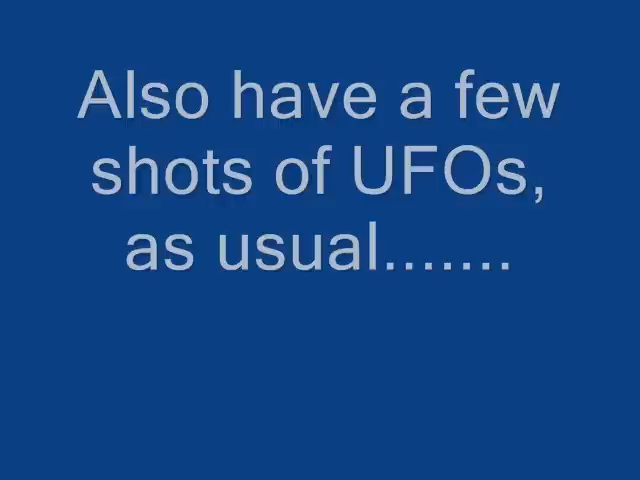 Also have a few
shots of UFOs,
as usual.......